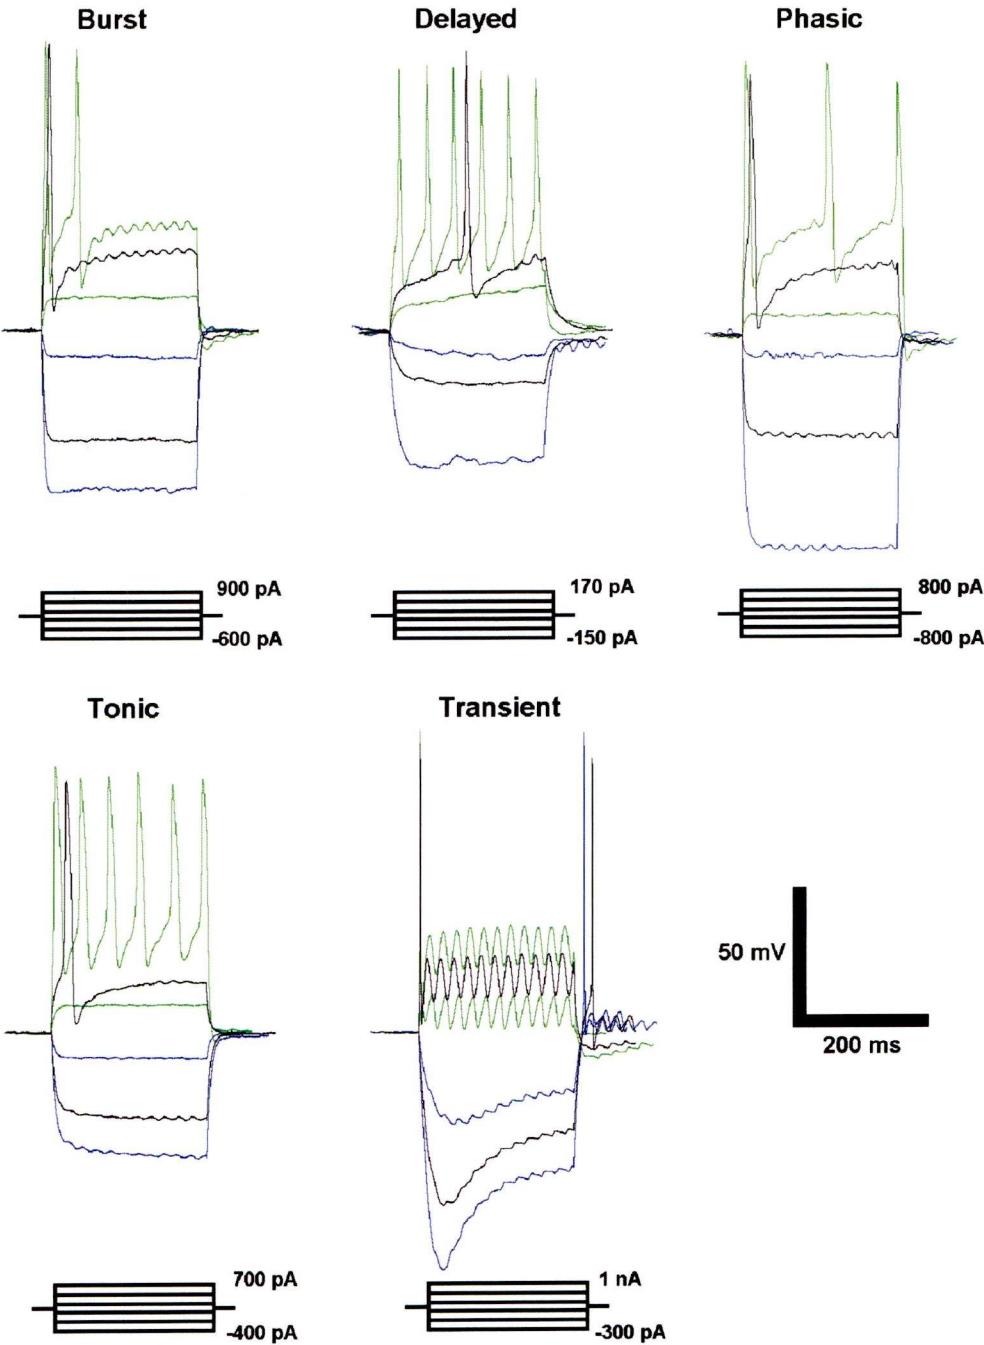 Burst
Delayed
Phasic
900 pA
-600 pA
170 pA
-150 pA
800 pA
-800 pA
Tonic
Transient
50 mV
200 ms
700 pA
-400 pA
1 nA
-300 pA